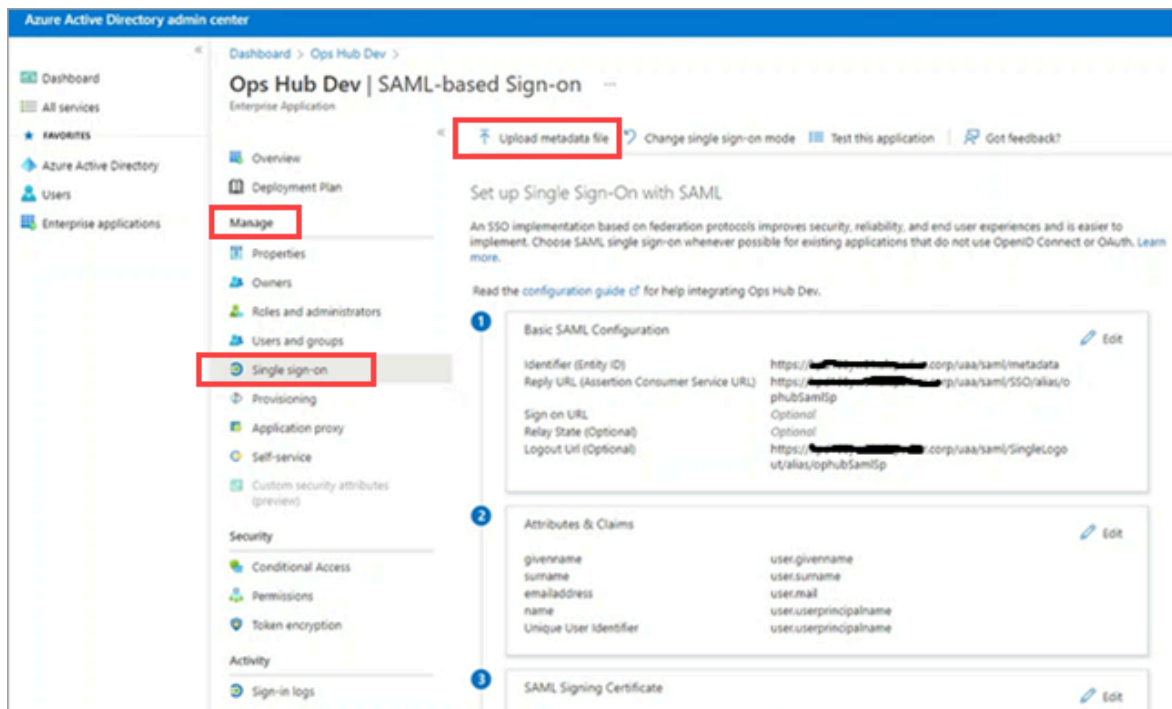 Azure Active Directory admin center
Dashboard
All services
FAVORITES
Azure Active Directory
Users
Enterprise applications
Dashboard > Ops Hub Dev >
Ops Hub Dev | SAML-based Sign-on ...
Enterprise Application
Overview
Deployment Plan
Manage
Properties
Owners
Roles and administrators
Users and groups
Single sign-on
Provisioning
Application proxy
Self-service
Custom security attributes
(preview)
Security
Conditional Access
Permissions
Token encryption
Activity
Sign-in logs
Upload metadata file Change single sign-on mode Test this application Got feedback?
Set up Single Sign-On with SAML
An SSO implementation based on federation protocols improves security, reliability, and end user experiences and is easier to
implement. Choose SAML single sign-on whenever possible for existing applications that do not use OpenID Connect or OAuth. Learn
more.
Read the configuration guide for help integrating Ops Hub Dev.
1
Basic SAML Configuration
Edit
Identifier (Entity ID) https:// .corp/uaa/saml/metadata
Reply URL (Assertion Consumer Service URL) https:// corp/uaa/saml/SSO/alias/o
phubSamlSp
Sign on URL Optional
Relay State (Optional) Optional
Logout Url (Optional) https:// .corp/uaa/saml/SingleLogo
ut/alias/ophubSamlSp
2
Attributes & Claims
Edit
givenname user.givenname
surname user.surname
emailaddress user.mail
name user.userprincipalname
Unique User Identifier user.userprincipalname
3
SAML Signing Certificate
Edit